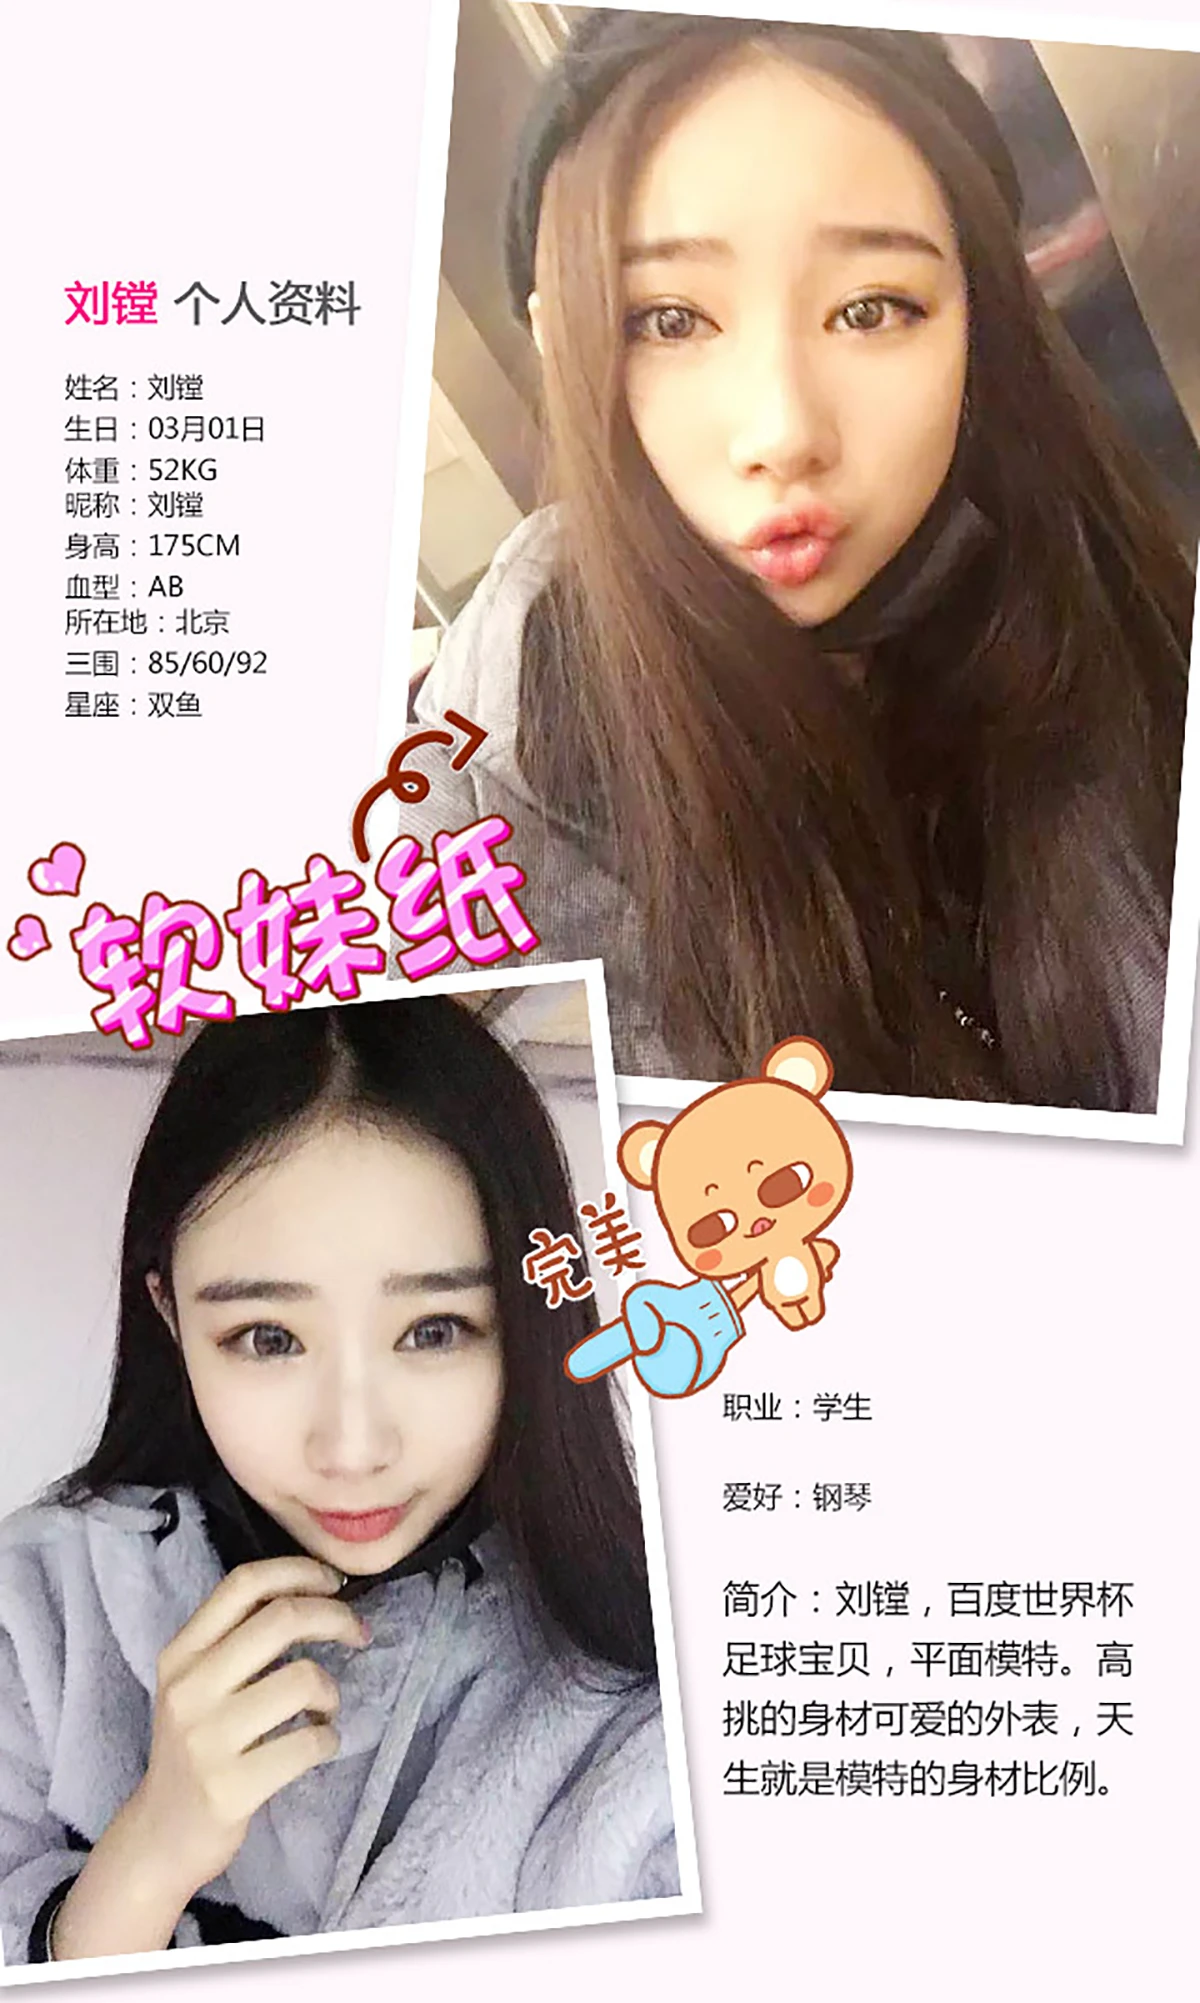 刘镗 个人资料
姓名：刘镗
生日：03月01日
体重：52KG
昵称：刘镗
身高：175CM
血型：AB
所在地：北京
三围：85/60/92
星座：双鱼
软妹纸
完美
职业：学生
爱好：钢琴
简介：刘镗，百度世界杯
足球宝贝，平面模特。高
挑的身材可爱的外表，天
生就是模特的身材比例。